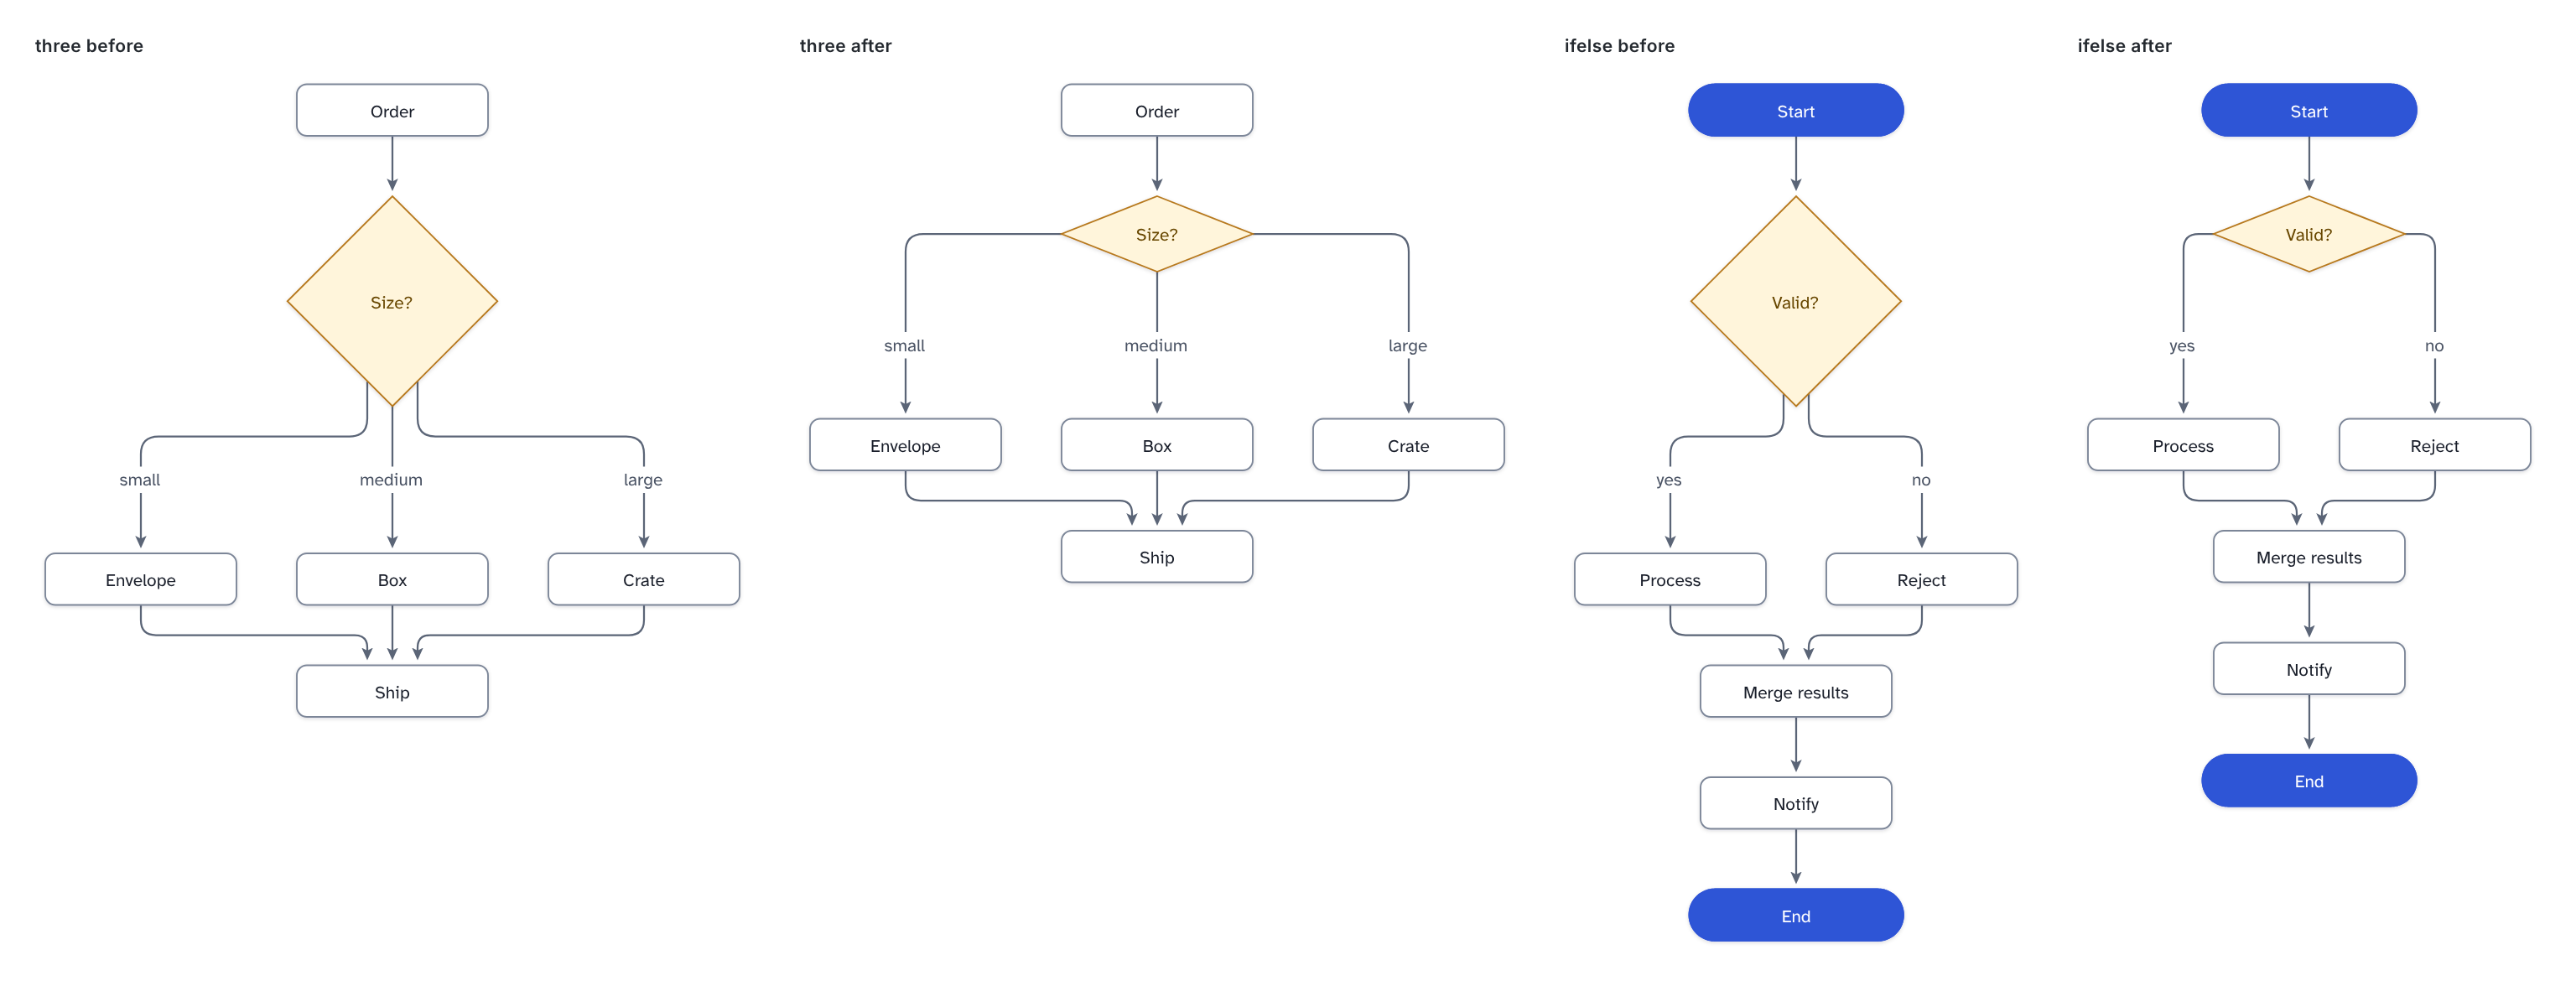 three before
Order
Size?
small
medium
large
Envelope
Box
Crate
Ship
three after
Order
Size?
small
medium
large
Envelope
Box
Crate
Ship
ifelse before
Start
Valid?
yes
no
Process
Reject
Merge results
Notify
End
ifelse after
Start
Valid?
yes
no
Process
Reject
Merge results
Notify
End